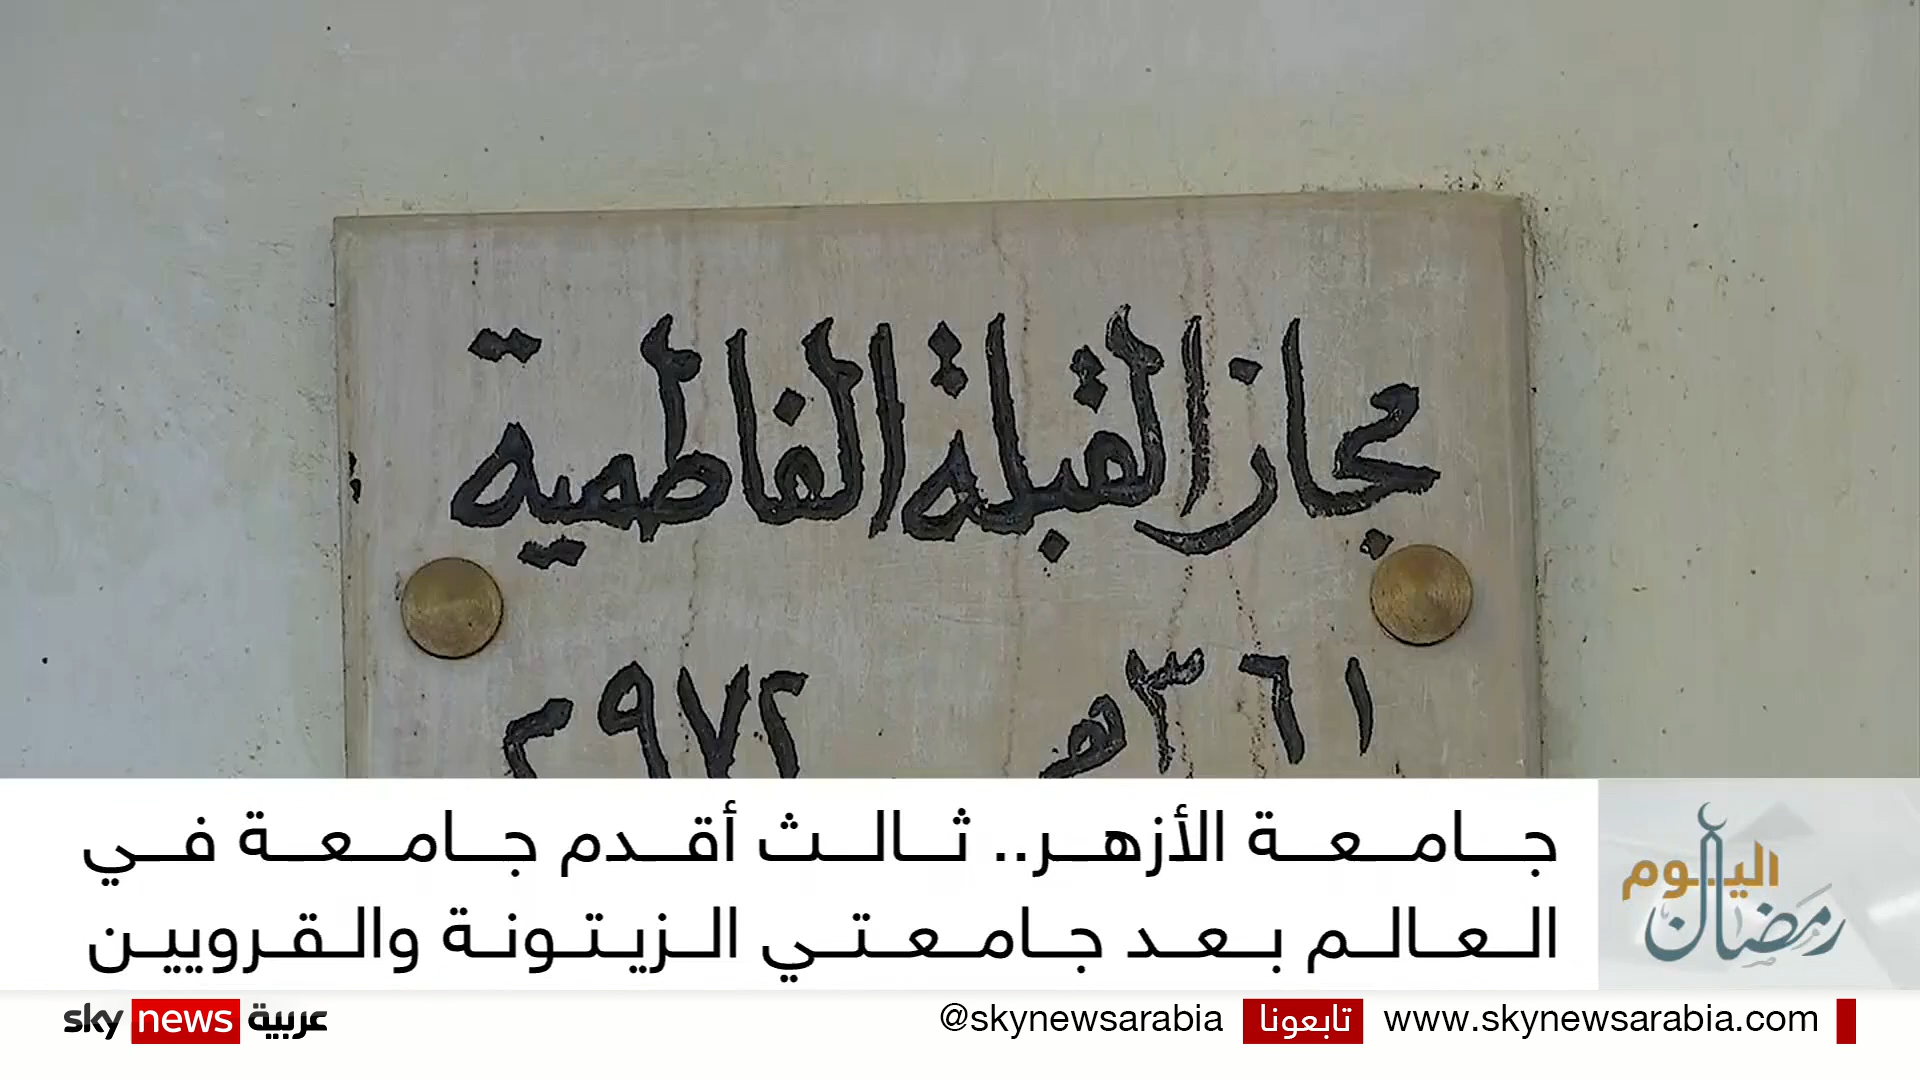 مجاز القبلة الفاطمية
٣٦١هـ ٩٧٢م
جامعة الأزهر.. ثالث أقدم جامعة في
العالم بعد جامعتي الزيتونة والقرويين
اليوم
رمضان
sky news عربية
@skynewsarabia تابعونا www.skynewsarabia.com